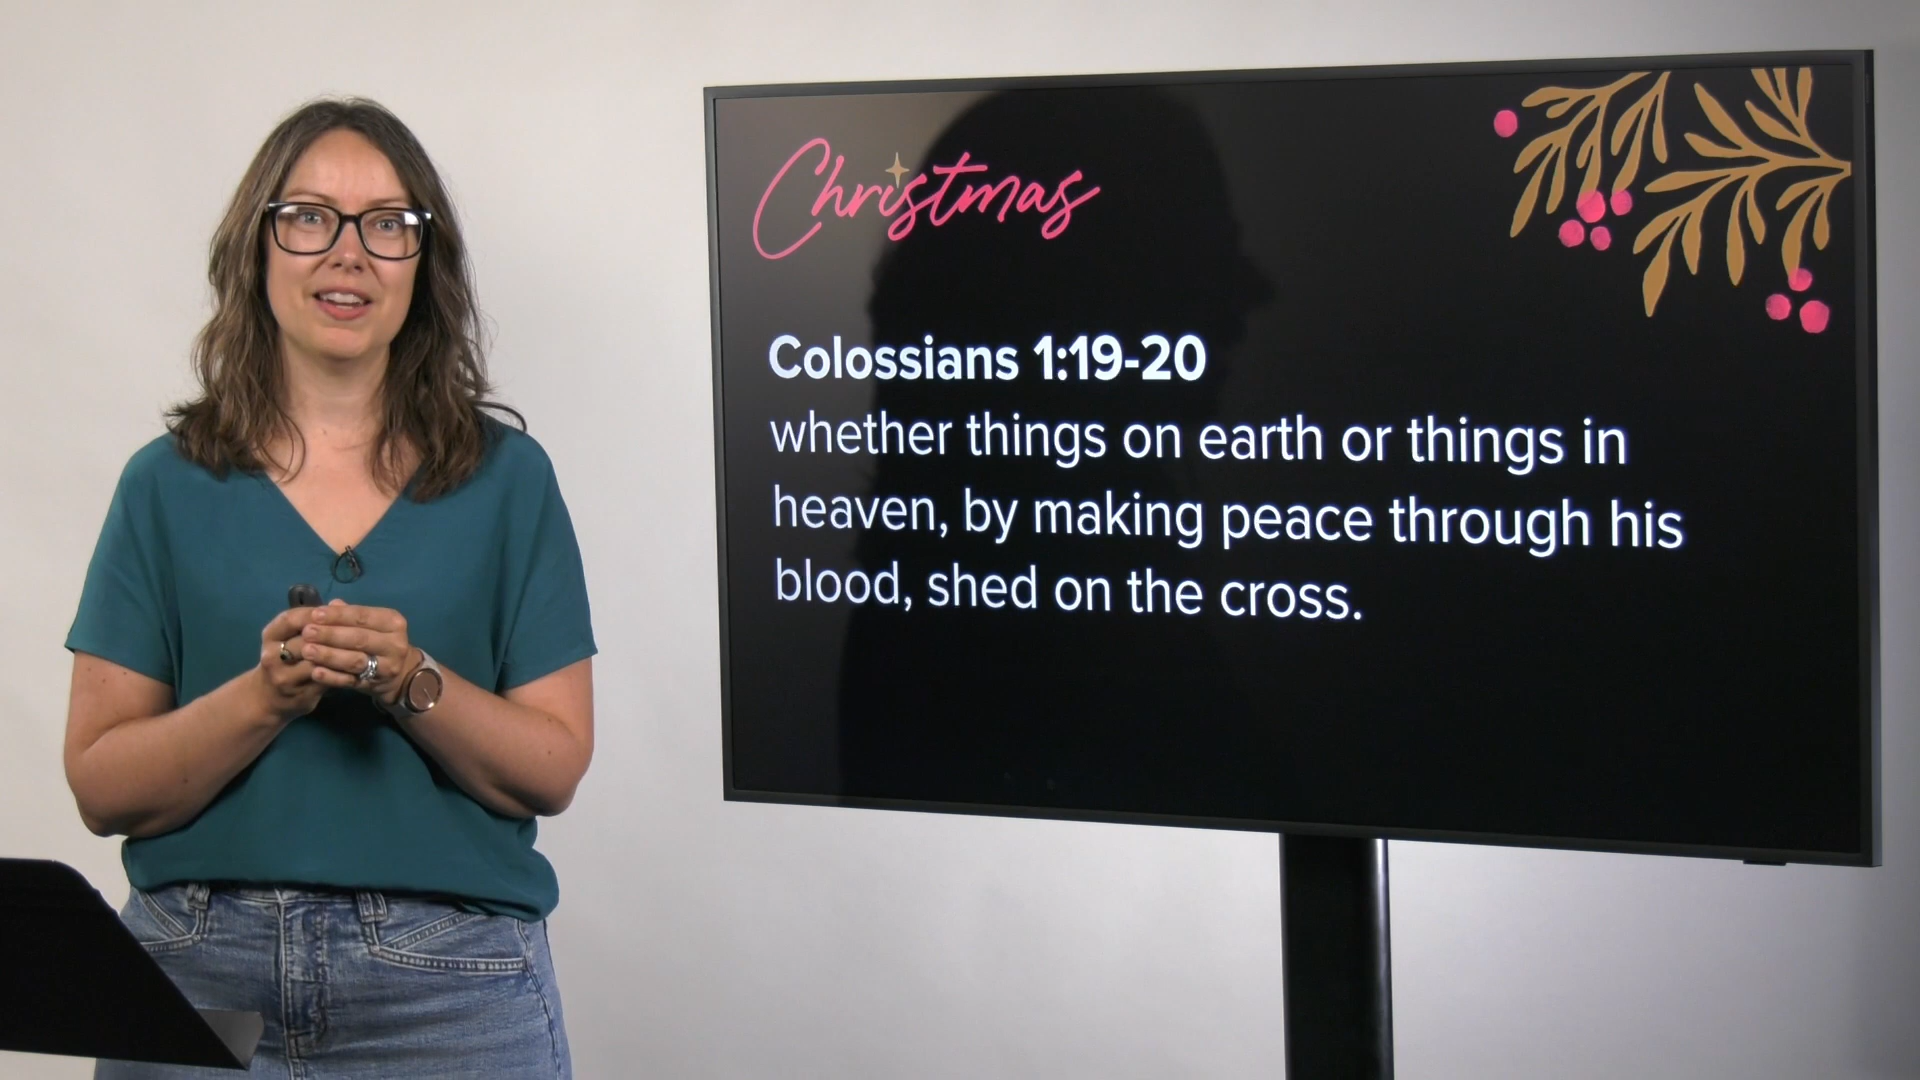 Christmas
Colossians 1:19-20
whether things on earth or things in
heaven, by making peace through his
blood, shed on the cross.